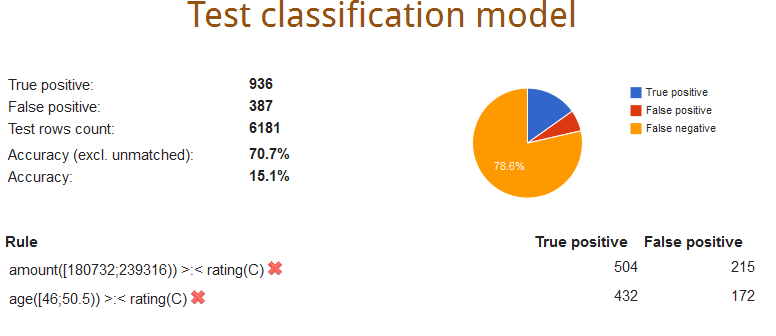 Test classification model
True positive: 936
False positive: 387
Test rows count: 6181
Accuracy (excl. unmatched): 70.7%
Accuracy: 15.1%
True positive
False positive
False negative
78.6%
Rule True positive False positive
amount([180732;239316)) >:< rating(C) 504 215
age([46;50.5)) >:< rating(C) 432 172